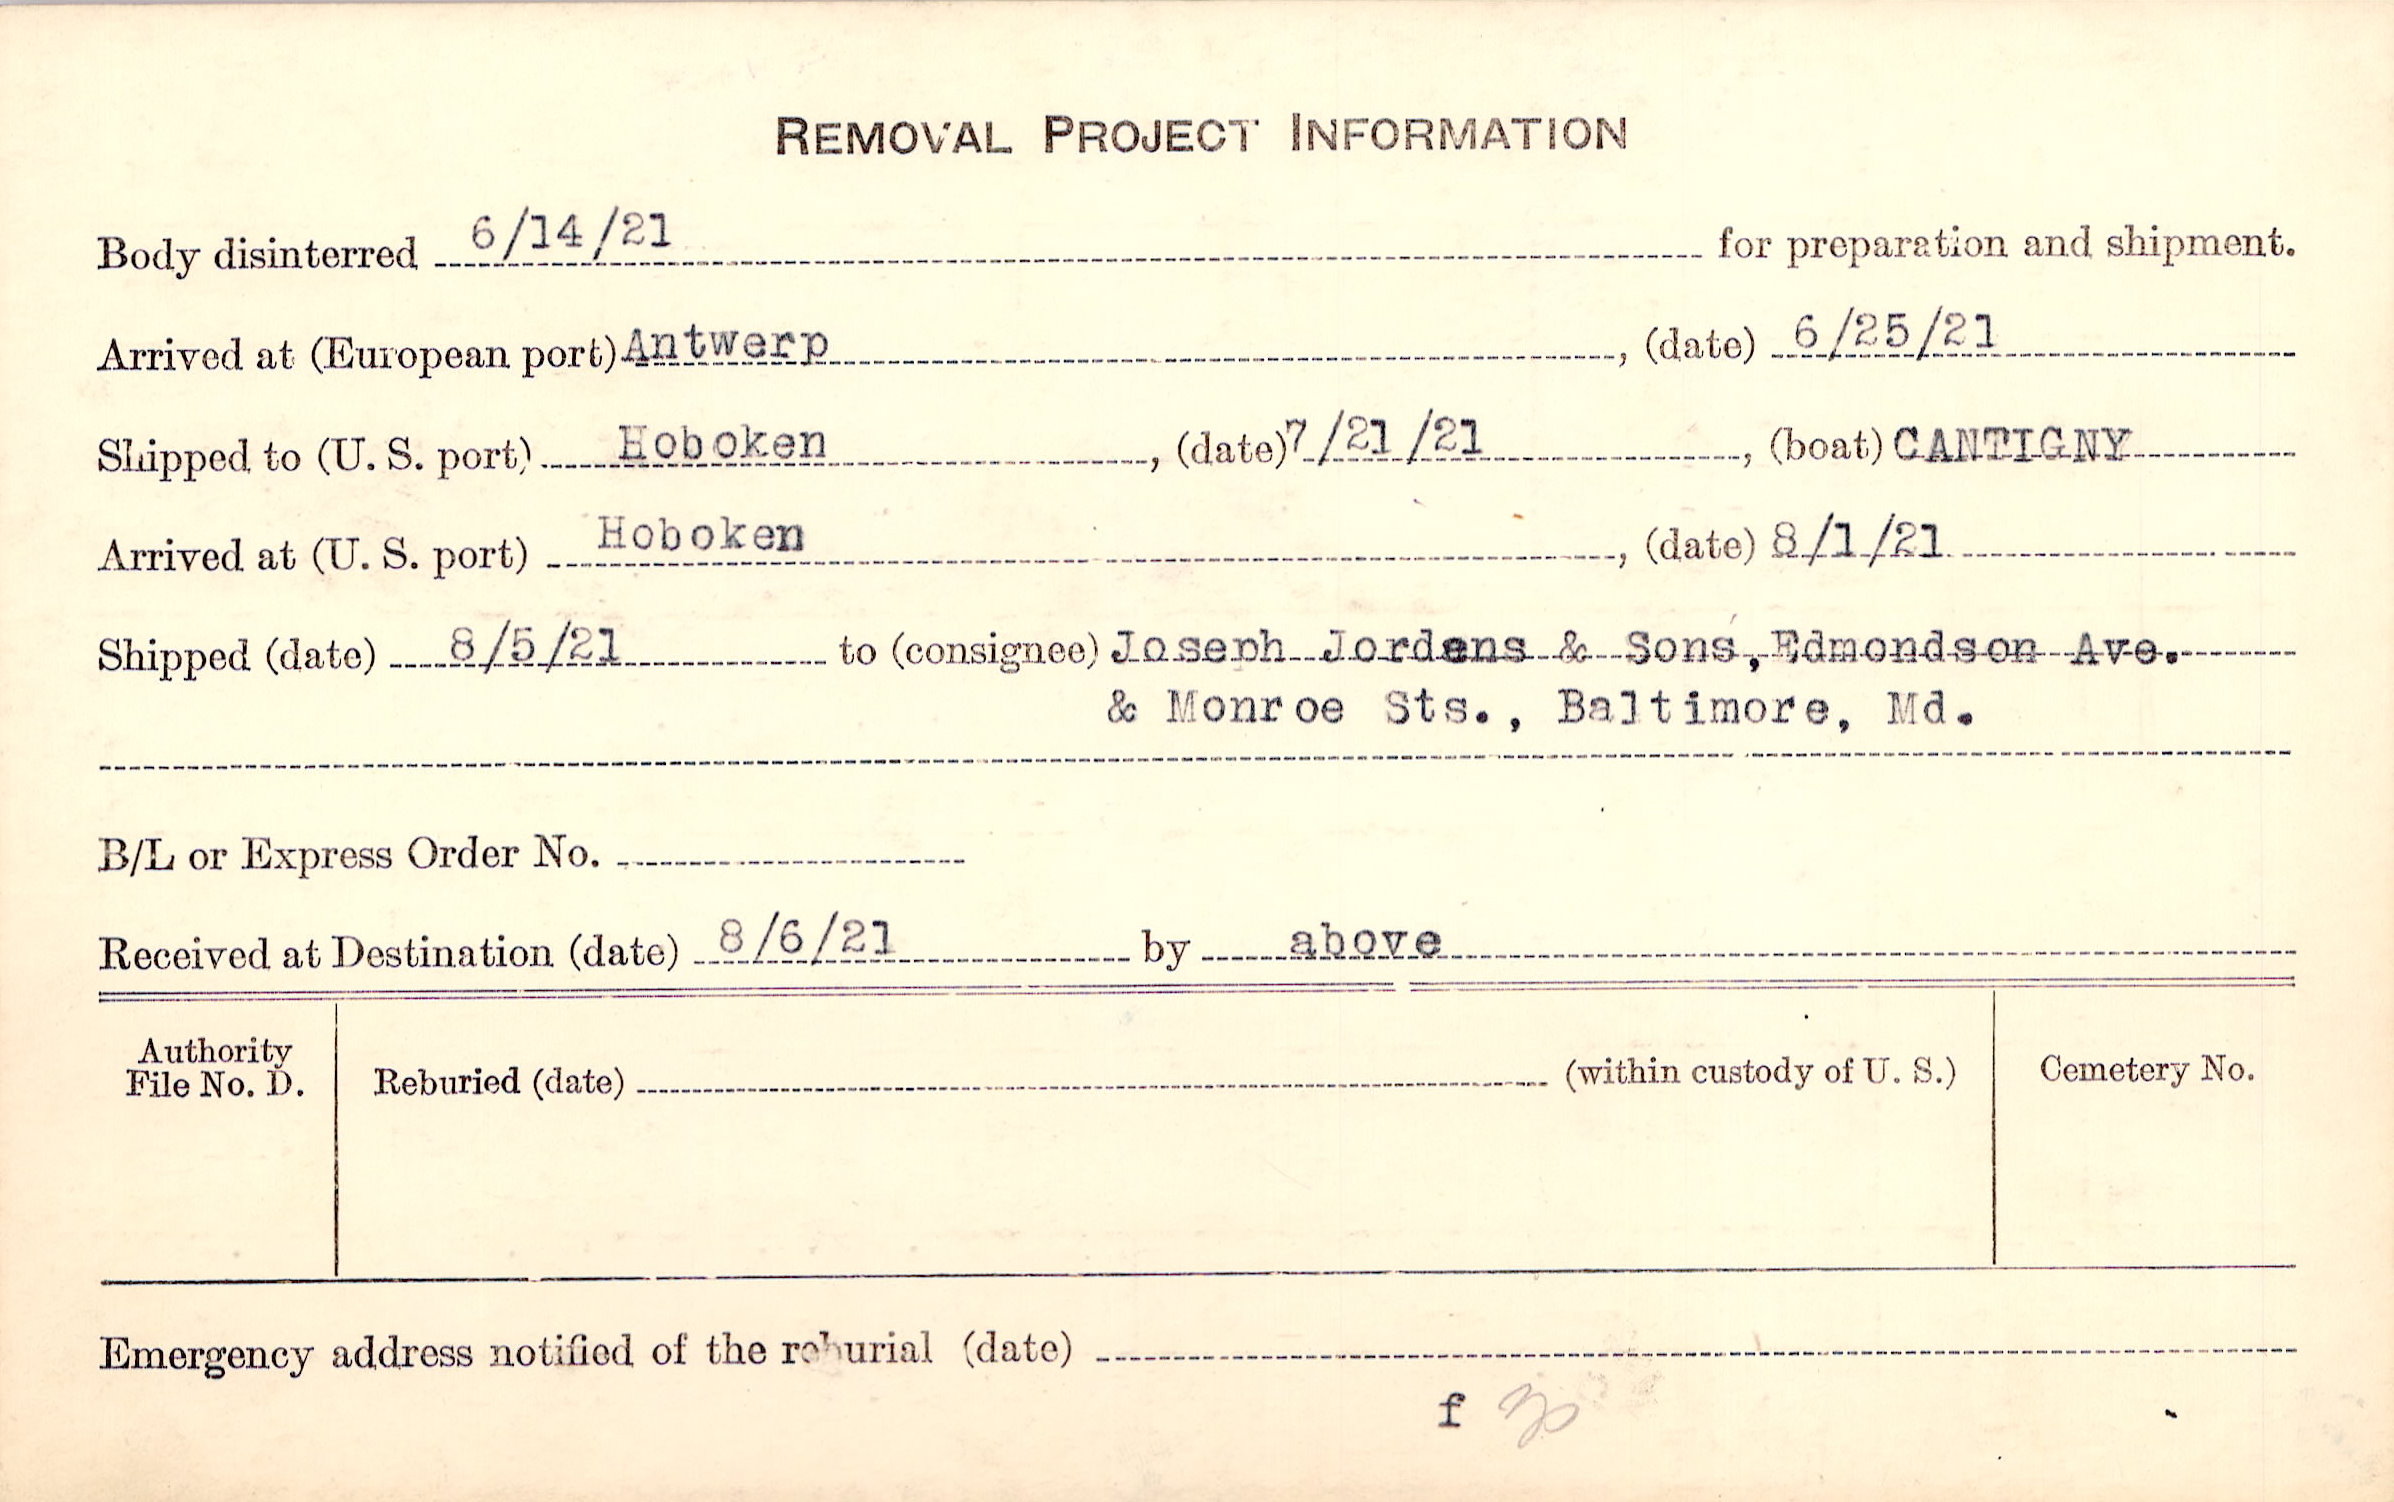 REMOVAL PROJECT INFORMATION
Body disinterred 6/14/21 for preparation and shipment.
Arrived at (European port) Antwerp, (date) 6/25/21
Shipped to (U. S. port) Hoboken, (date) 7/21/21, (boat) CANTIGNY
Arrived at (U. S. port) Hoboken, (date) 8/1/21
Shipped (date) 8/5/21 to (consignee) Joseph Jordens & Sons, Edmondson Ave.
& Monroe Sts., Baltimore, Md.
B/L or Express Order No.
Received at Destination (date) 8/6/21 by above
Authority
File No. D.
Reburied (date) (within custody of U. S.)
Cemetery No.
Emergency address notified of the reburial (date)
f